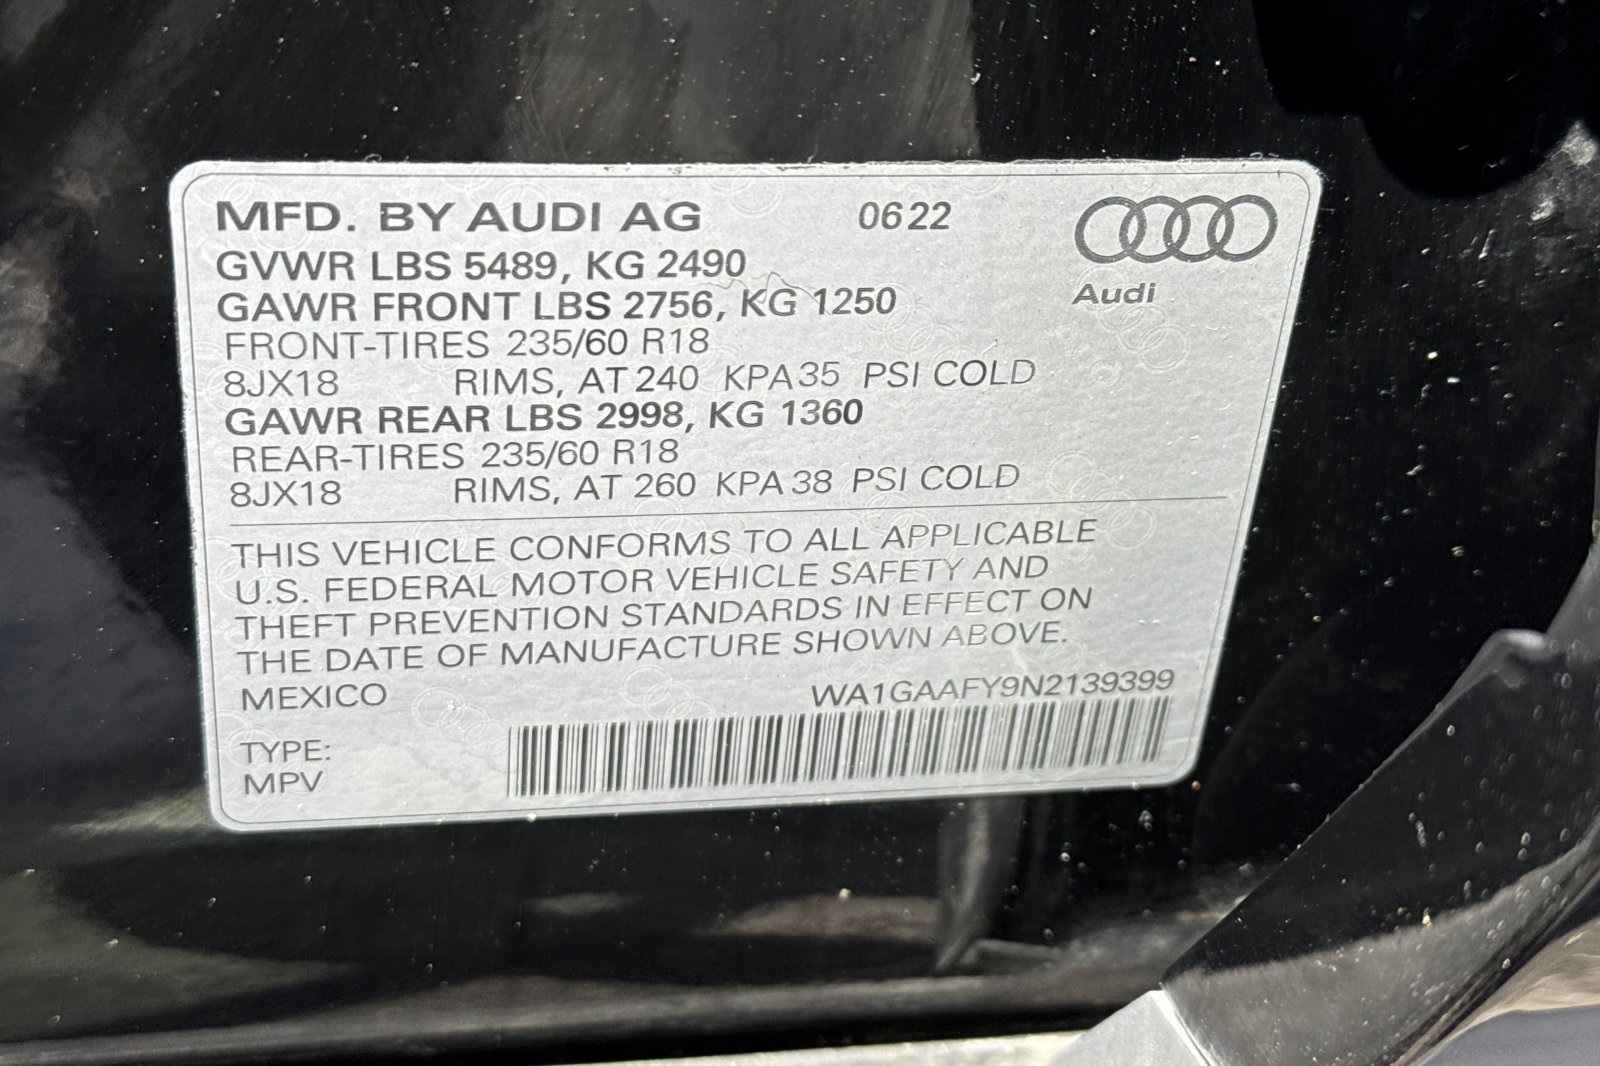 MFD. BY AUDI AG 06 22
Audi
GVWR LBS 5489, KG 2490
GAWR FRONT LBS 2756, KG 1250
FRONT-TIRES 235/60 R18
8JX18 RIMS, AT 240 KPA 35 PSI COLD
GAWR REAR LBS 2998, KG 1360
REAR-TIRES 235/60 R18
8JX18 RIMS, AT 260 KPA 38 PSI COLD
THIS VEHICLE CONFORMS TO ALL APPLICABLE
U.S. FEDERAL MOTOR VEHICLE SAFETY AND
THEFT PREVENTION STANDARDS IN EFFECT ON
THE DATE OF MANUFACTURE SHOWN ABOVE.
MEXICO WA1GAAFY9N2139399
TYPE:
MPV